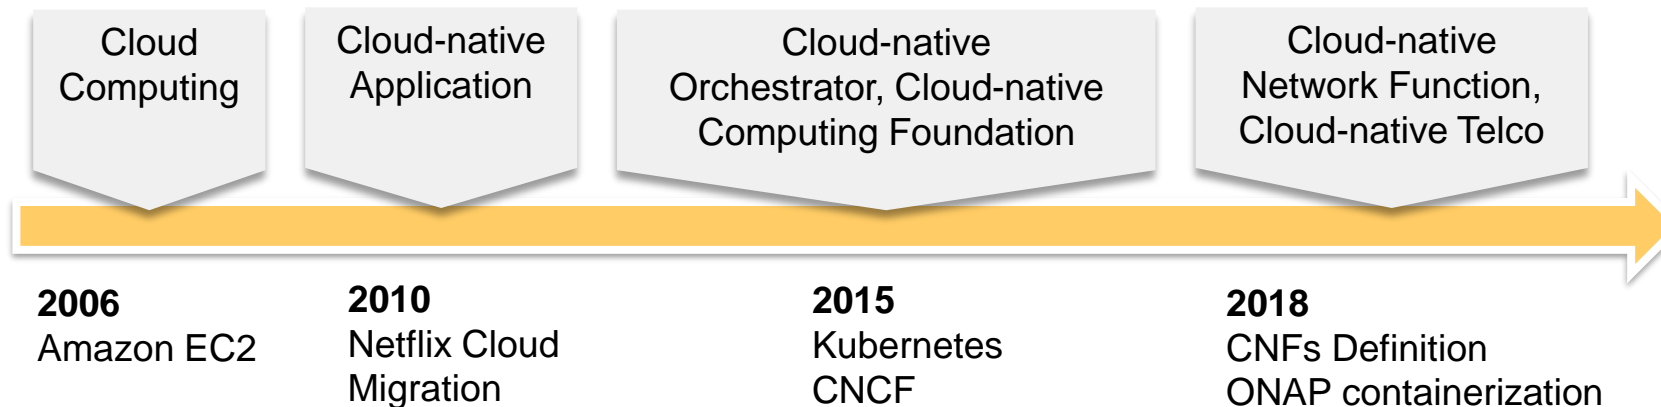 Cloud
Computing
Cloud-native
Application
Cloud-native
Orchestrator, Cloud-native
Computing Foundation
Cloud-native
Network Function,
Cloud-native Telco
2006
Amazon EC2
2010
Netflix Cloud
Migration
2015
Kubernetes
CNCF
2018
CNFs Definition
ONAP containerization